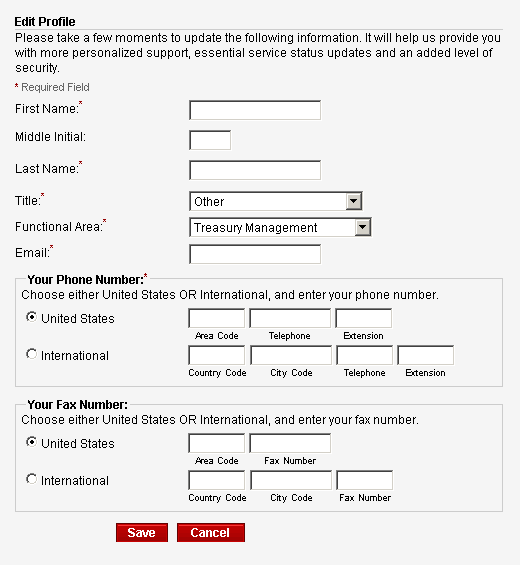 Edit Profile
Please take a few moments to update the following information. It will help us provide you
with more personalized support, essential service status updates and an added level of
security.
* Required Field
First Name:*
Middle Initial:
Last Name:*
Title:* Other
Functional Area:* Treasury Management
Email:*
Your Phone Number:*
Choose either United States OR International, and enter your phone number.
United States
Area Code Telephone Extension
International
Country Code City Code Telephone Extension
Your Fax Number:
Choose either United States OR International, and enter your fax number.
United States
Area Code Fax Number
International
Country Code City Code Fax Number
Save Cancel